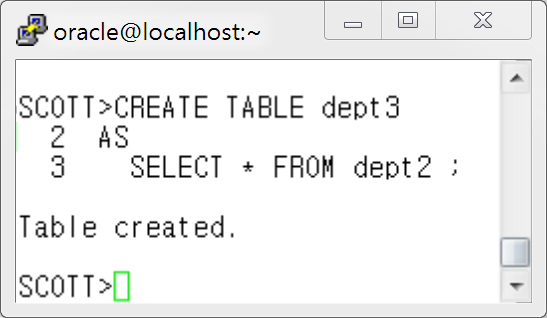 oracle@localhost:~
SCOTT>CREATE TABLE dept3
2 AS
3 SELECT * FROM dept2 ;
Table created.
SCOTT>